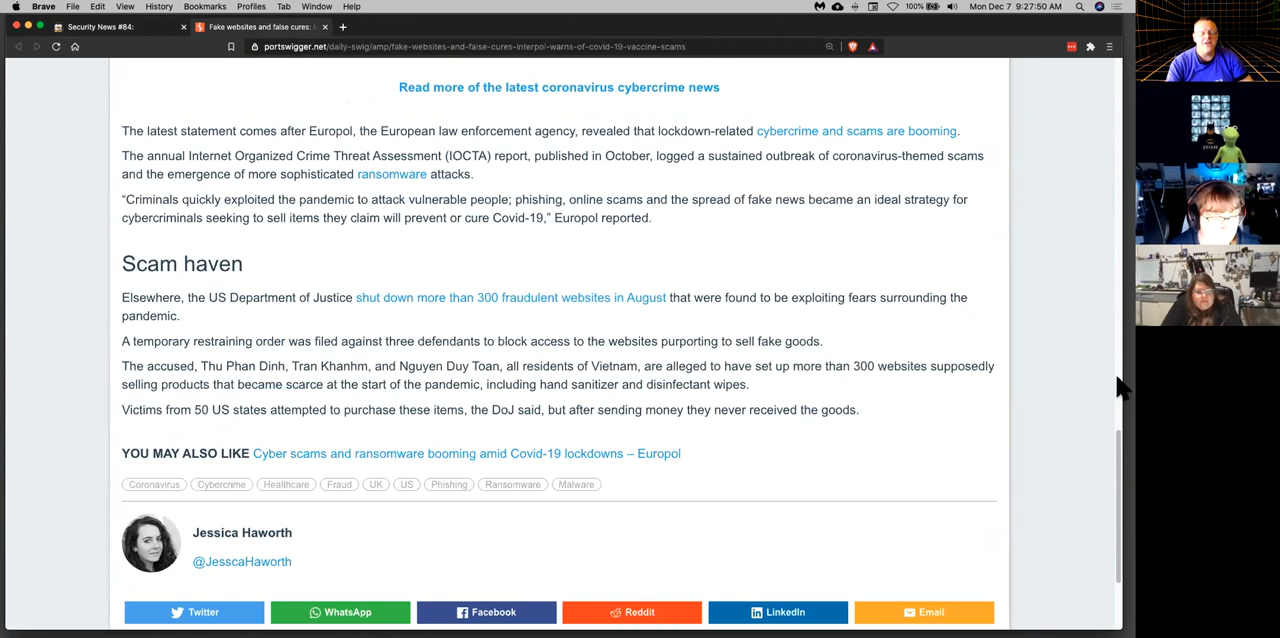 Brave File Edit View History Bookmarks Profiles Tab Window Help 100% Mon Dec 7 9:27:50 AM
Security News #84: Fake websites and false cures:
portswigger.net/daily-swig/amp/fake-websites-and-false-cures-interpol-warns-of-covid-19-vaccine-scams
Read more of the latest coronavirus cybercrime news
The latest statement comes after Europol, the European law enforcement agency, revealed that lockdown-related cybercrime and scams are booming.
The annual Internet Organized Crime Threat Assessment (IOCTA) report, published in October, logged a sustained outbreak of coronavirus-themed scams
and the emergence of more sophisticated ransomware attacks.
“Criminals quickly exploited the pandemic to attack vulnerable people; phishing, online scams and the spread of fake news became an ideal strategy for
cybercriminals seeking to sell items they claim will prevent or cure Covid-19,” Europol reported.
Scam haven
Elsewhere, the US Department of Justice shut down more than 300 fraudulent websites in August that were found to be exploiting fears surrounding the
pandemic.
A temporary restraining order was filed against three defendants to block access to the websites purporting to sell fake goods.
The accused, Thu Phan Dinh, Tran Khanhm, and Nguyen Duy Toan, all residents of Vietnam, are alleged to have set up more than 300 websites supposedly
selling products that became scarce at the start of the pandemic, including hand sanitizer and disinfectant wipes.
Victims from 50 US states attempted to purchase these items, the DoJ said, but after sending money they never received the goods.
YOU MAY ALSO LIKE Cyber scams and ransomware booming amid Covid-19 lockdowns – Europol
Coronavirus Cybercrime Healthcare Fraud UK US Phishing Ransomware Malware
Jessica Haworth
@JesscaHaworth
Twitter WhatsApp Facebook Reddit LinkedIn Email